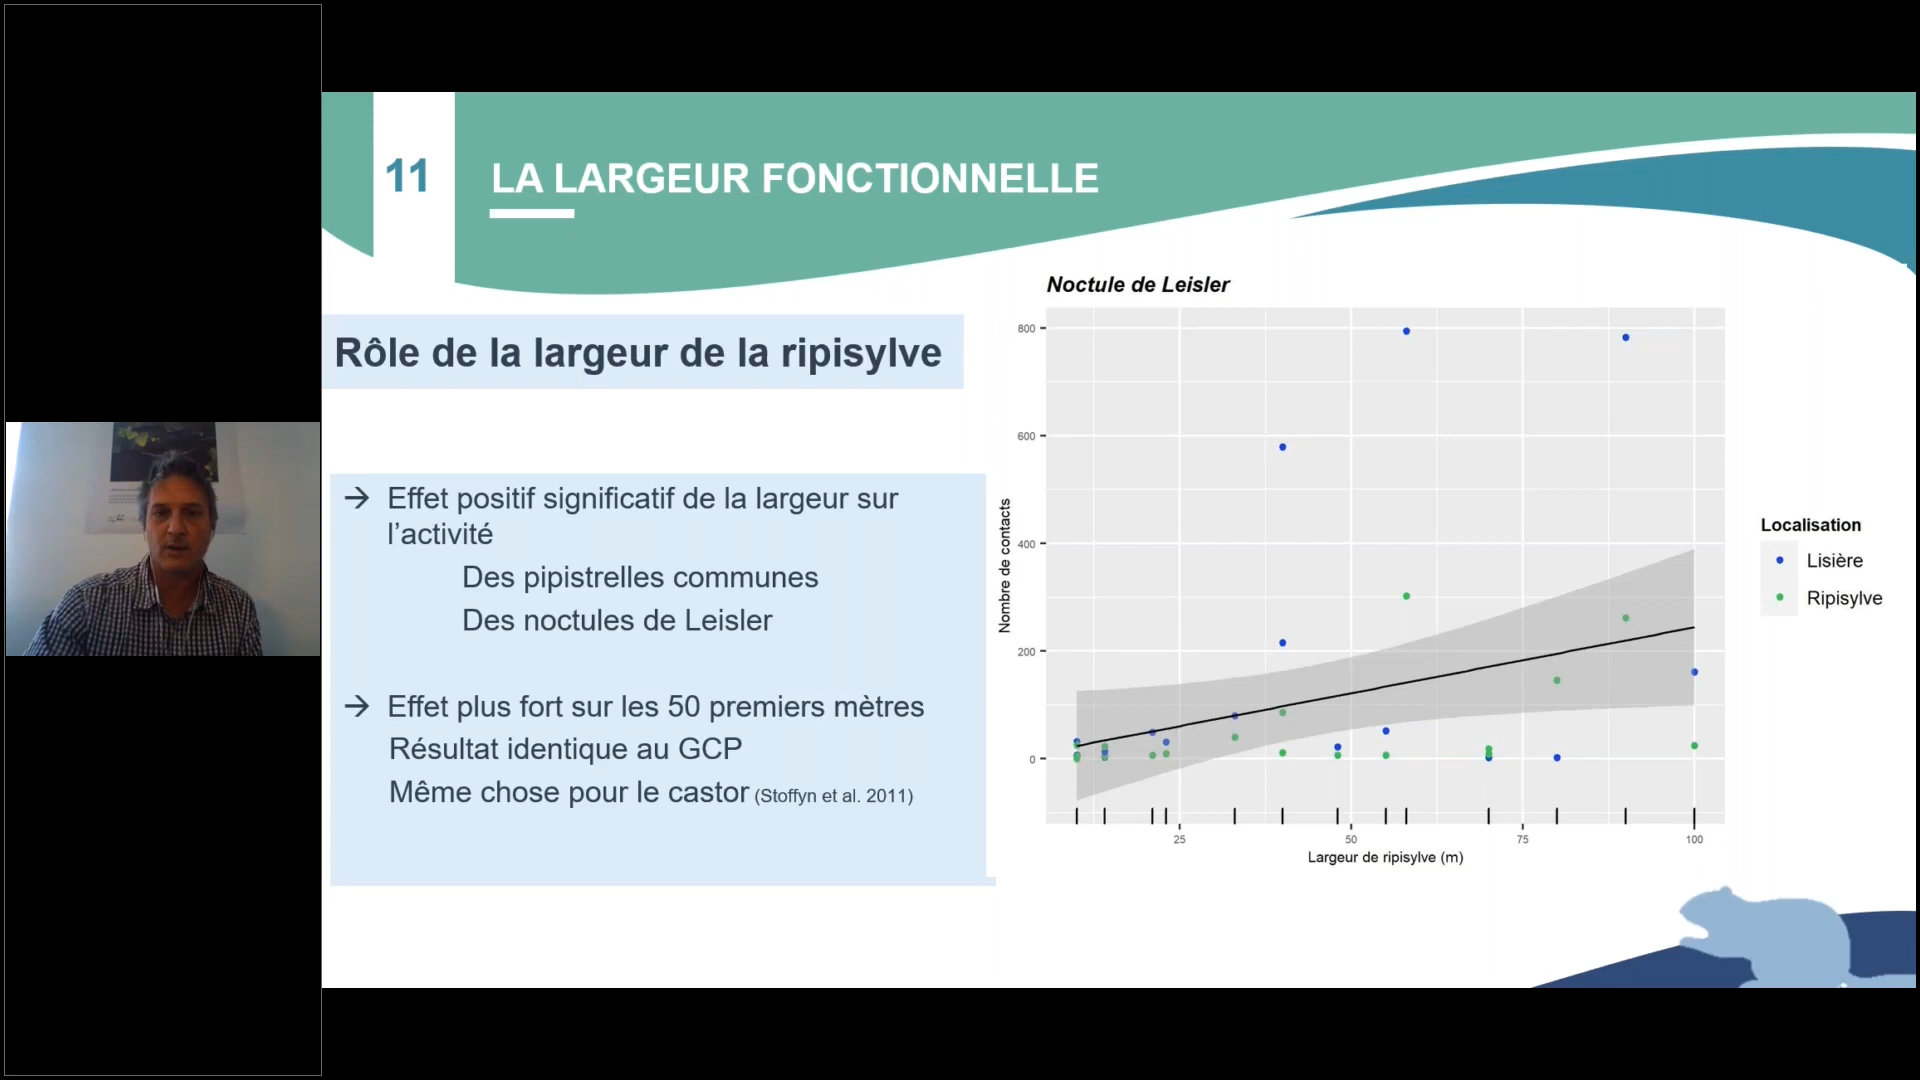 11
LA LARGEUR FONCTIONNELLE
Rôle de la largeur de la ripisylve
→ Effet positif significatif de la largeur sur
l’activité
Des pipistrelles communes
Des noctules de Leisler
→ Effet plus fort sur les 50 premiers mètres
Résultat identique au GCP
Même chose pour le castor (Stoffyn et al. 2011)
Noctule de Leisler
800
600
400
200
0
Nombre de contacts
25 50 75 100
Largeur de ripisylve (m)
Localisation
Lisière
Ripisylve